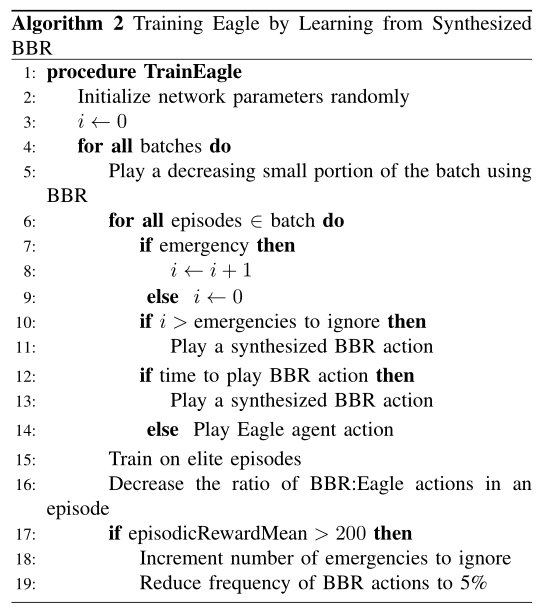 Algorithm 2 Training Eagle by Learning from Synthesized
BBR
1: procedure TrainEagle
2: Initialize network parameters randomly
3: i ← 0
4: for all batches do
5: Play a decreasing small portion of the batch using
BBR
6: for all episodes ∈ batch do
7: if emergency then
8: i ← i + 1
9: else i ← 0
10: if i > emergencies to ignore then
11: Play a synthesized BBR action
12: if time to play BBR action then
13: Play a synthesized BBR action
14: else Play Eagle agent action
15: Train on elite episodes
16: Decrease the ratio of BBR:Eagle actions in an
episode
17: if episodicRewardMean > 200 then
18: Increment number of emergencies to ignore
19: Reduce frequency of BBR actions to 5%